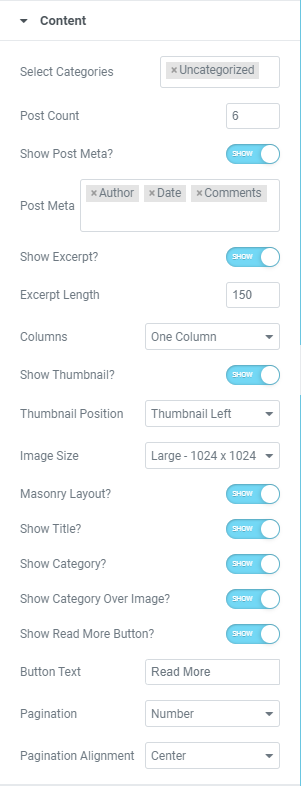 Content
Select Categories ×Uncategorized
Post Count 6
Show Post Meta? SHOW
Post Meta ×Author ×Date ×Comments
Show Excerpt? SHOW
Excerpt Length 150
Columns One Column
Show Thumbnail? SHOW
Thumbnail Position Thumbnail Left
Image Size Large - 1024 x 1024
Masonry Layout? SHOW
Show Title? SHOW
Show Category? SHOW
Show Category Over Image? SHOW
Show Read More Button? SHOW
Button Text Read More
Pagination Number
Pagination Alignment Center